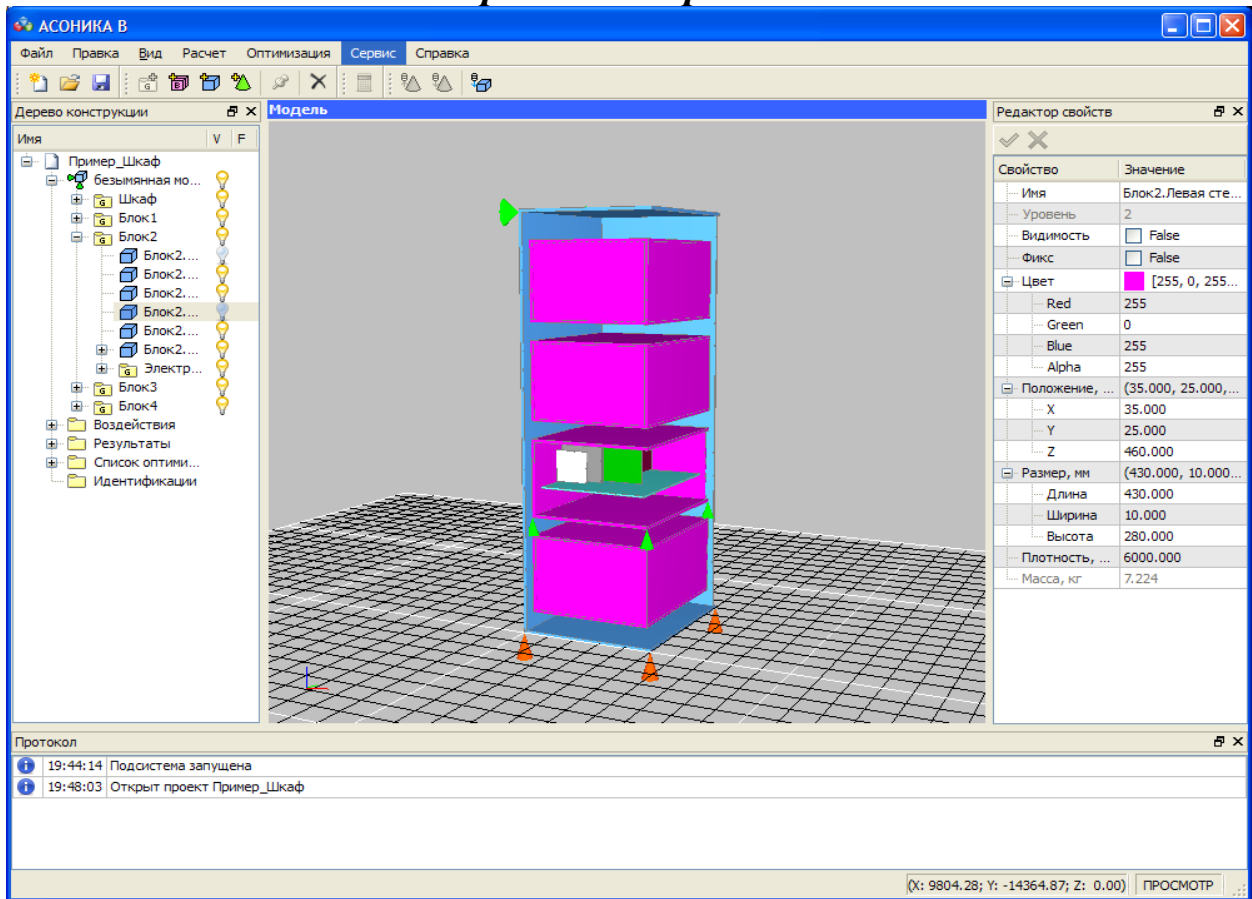 АСОНИКА В
Файл Правка Вид Расчет Оптимизация Сервис Справка
Дерево конструкции
Имя V F
Пример_Шкаф
безымянная мо...
Шкаф
Блок1
Блок2
Блок2....
Блок2....
Блок2....
Блок2....
Блок2....
Блок2....
Электр...
Блок3
Блок4
Воздействия
Результаты
Список оптими...
Идентификации
Модель
Редактор свойств
Свойство Значение
Имя Блок2.Левая сте...
Уровень 2
Видимость False
Фикс False
Цвет [255, 0, 255...
Red 255
Green 0
Blue 255
Alpha 255
Положение, ... (35.000, 25.000,...
X 35.000
Y 25.000
Z 460.000
Размер, мм (430.000, 10.000...
Длина 430.000
Ширина 10.000
Высота 280.000
Плотность, ... 6000.000
Масса, кг 7.224
Протокол
19:44:14 Подсистема запущена
19:48:03 Открыт проект Пример_Шкаф
(X: 9804.28; Y: -14364.87; Z: 0.00) ПРОСМОТР